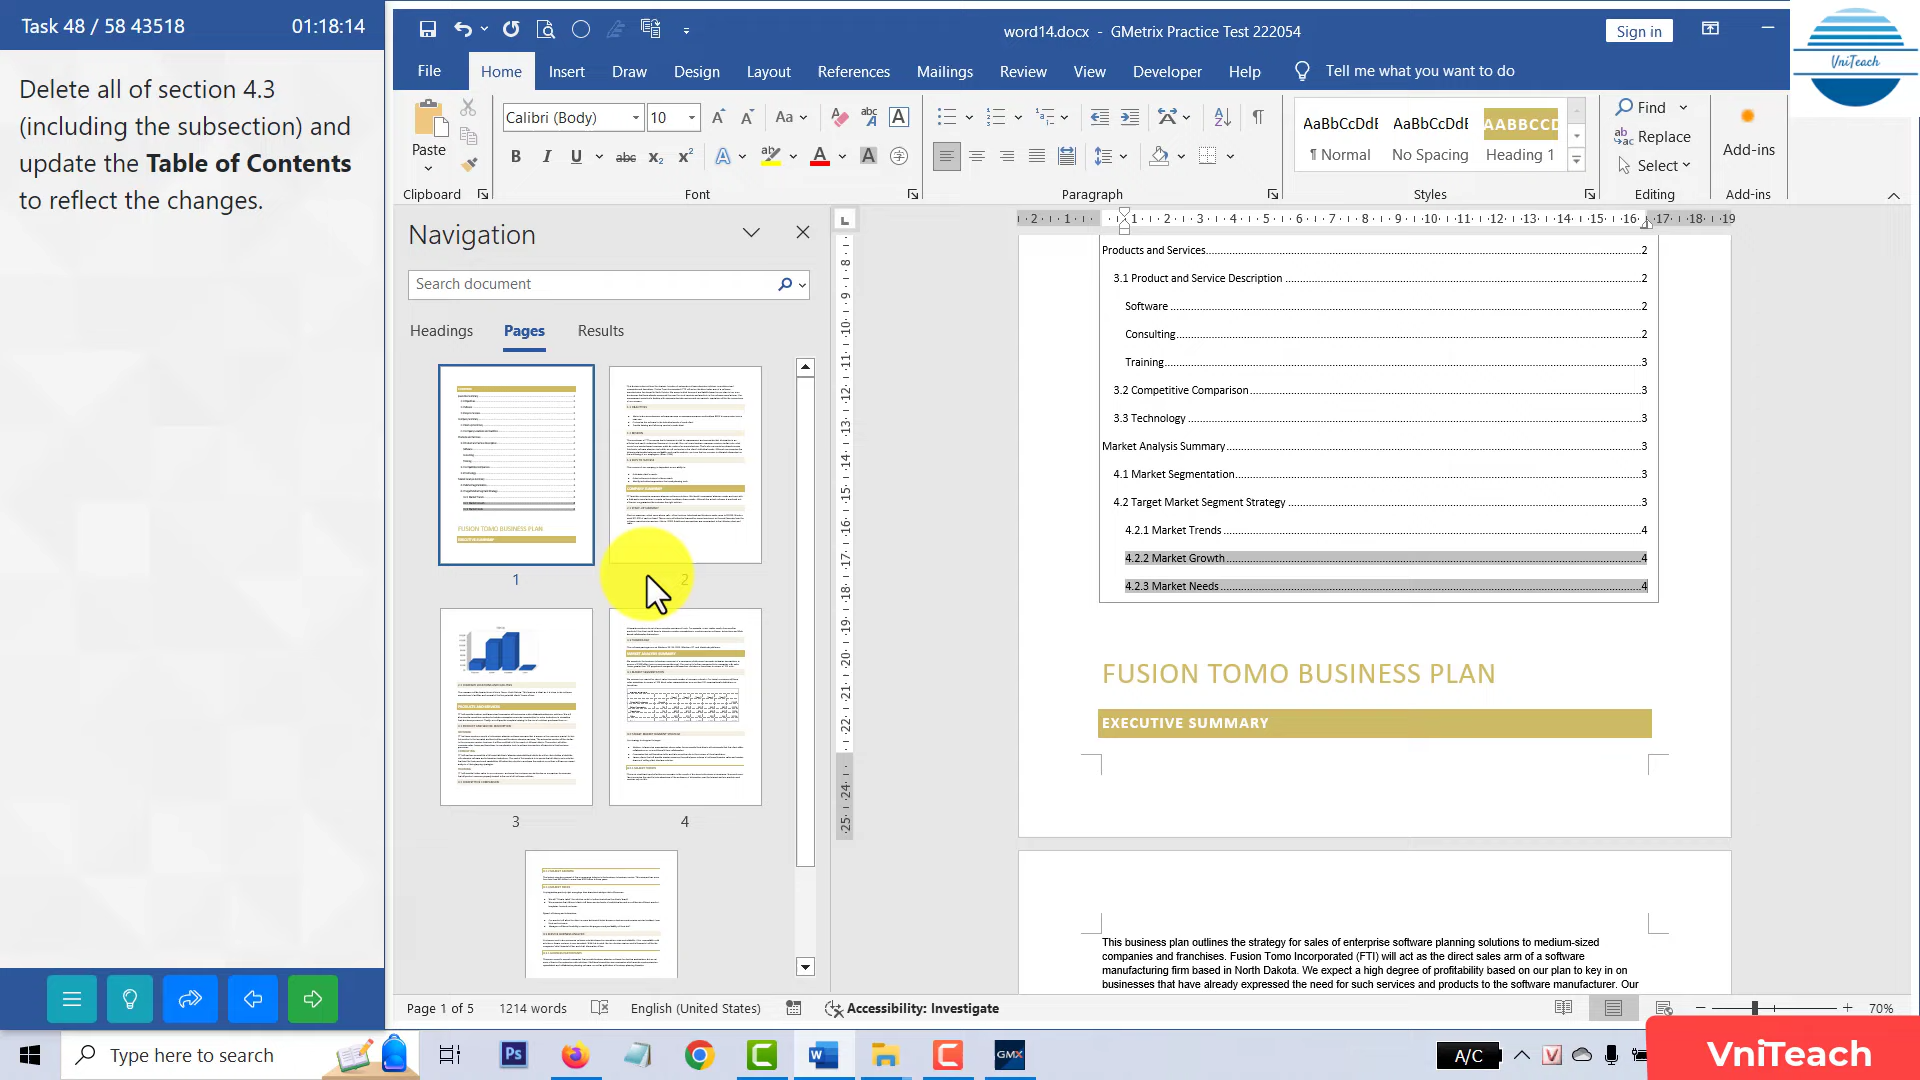 Task 48 / 58 43518
01:18:14
Delete all of section 4.3
(including the subsection) and
update the Table of Contents
to reflect the changes.
word14.docx - GMetrix Practice Test 222054
Sign in
UniTeach
File
Home
Insert
Draw
Design
Layout
References
Mailings
Review
View
Developer
Help
Tell me what you want to do
Paste
Clipboard
Calibri (Body)
10
Font
Paragraph
AaBbCcDdE
¶ Normal
AaBbCcDdE
No Spacing
AABBCCD
Heading 1
Styles
Find
Replace
Select
Editing
Add-ins
Add-ins
Navigation
Search document
Headings
Pages
Results
1
2
3
4
Products and Services 2
3.1 Product and Service Description 2
Software 2
Consulting 2
Training 3
3.2 Competitive Comparison 3
3.3 Technology 3
Market Analysis Summary 3
4.1 Market Segmentation 3
4.2 Target Market Segment Strategy 3
4.2.1 Market Trends 4
4.2.2 Market Growth 4
4.2.3 Market Needs 4
FUSION TOMO BUSINESS PLAN
EXECUTIVE SUMMARY
This business plan outlines the strategy for sales of enterprise software planning solutions to medium-sized
companies and franchises. Fusion Tomo Incorporated (FTI) will act as the direct sales arm of a software
manufacturing firm based in North Dakota. We expect a high degree of profitability based on our plan to key in on
businesses that have already expressed the need for such services and products to the software manufacturer. Our
Page 1 of 5
1214 words
English (United States)
Accessibility: Investigate
70%
Type here to search
Ps
GMX
A/C
VniTeach